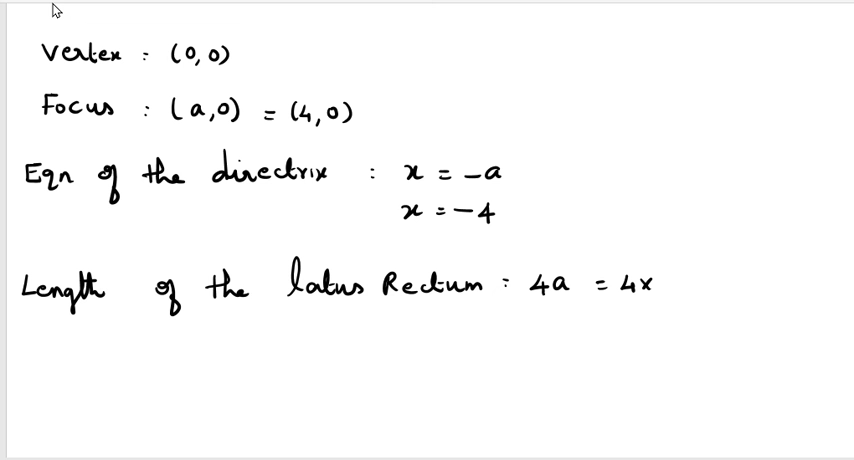 Vertex : (0,0)
Focus : (a,0) = (4,0)
Eqn of the directrix : x = -a
x = -4
Length of the latus Rectum : 4a = 4x